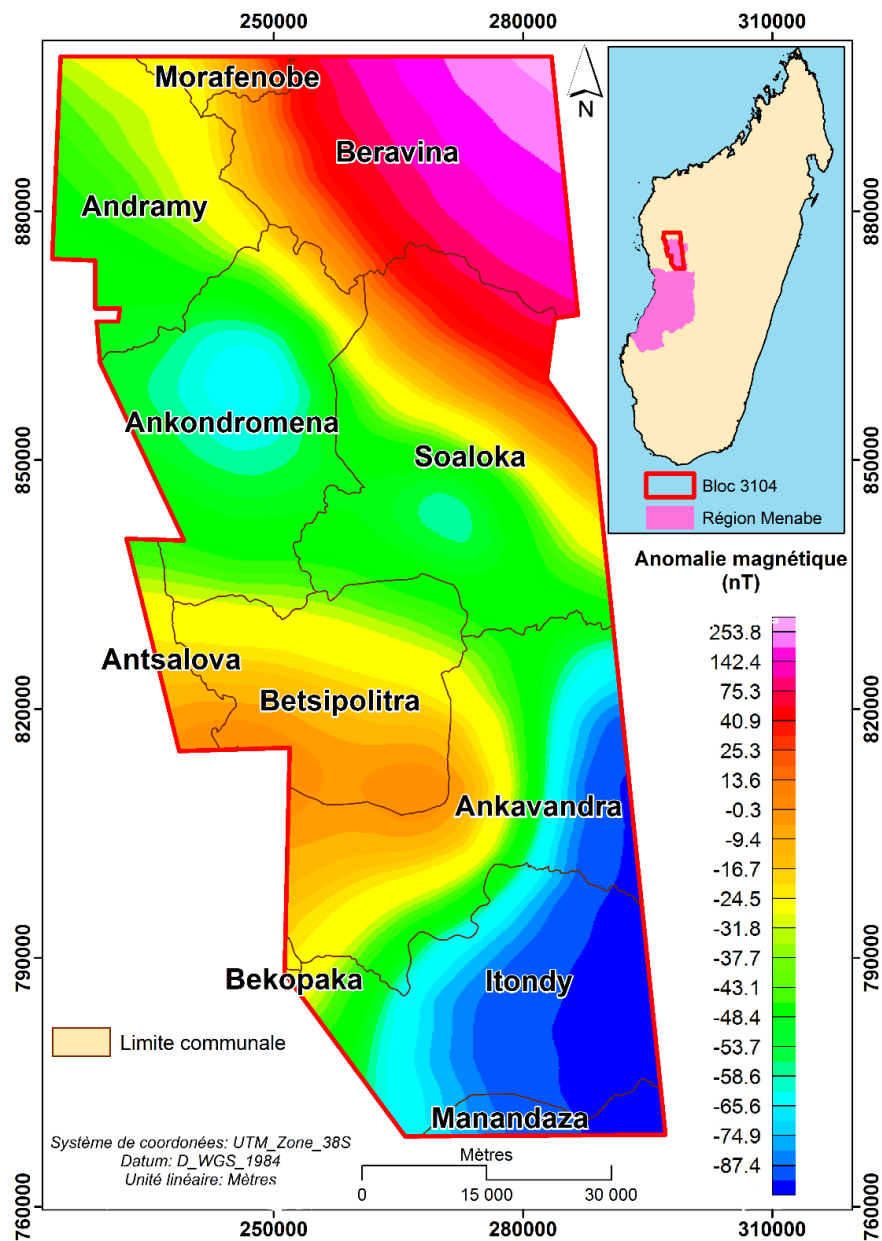 250000
280000
310000
Morafenobe
N
Beravina
Andramy
880000
880000
Ankondromena
Soaloka
850000
850000
Bloc 3104
Région Menabe
Anomalie magnétique
(nT)
253.8
142.4
75.3
40.9
25.3
13.6
-0.3
-9.4
-16.7
-24.5
-31.8
-37.7
-43.1
-48.4
-53.7
-58.6
-65.6
-74.9
-87.4
Antsalova
Betsipolitra
820000
820000
Ankavandra
790000
790000
Bekopaka
Itondy
Limite communale
Manandaza
Système de coordonées: UTM_Zone_38S
Datum: D_WGS_1984
Unité linéaire: Mètres
Mètres
0
15 000
30 000
760000
760000
250000
280000
310000